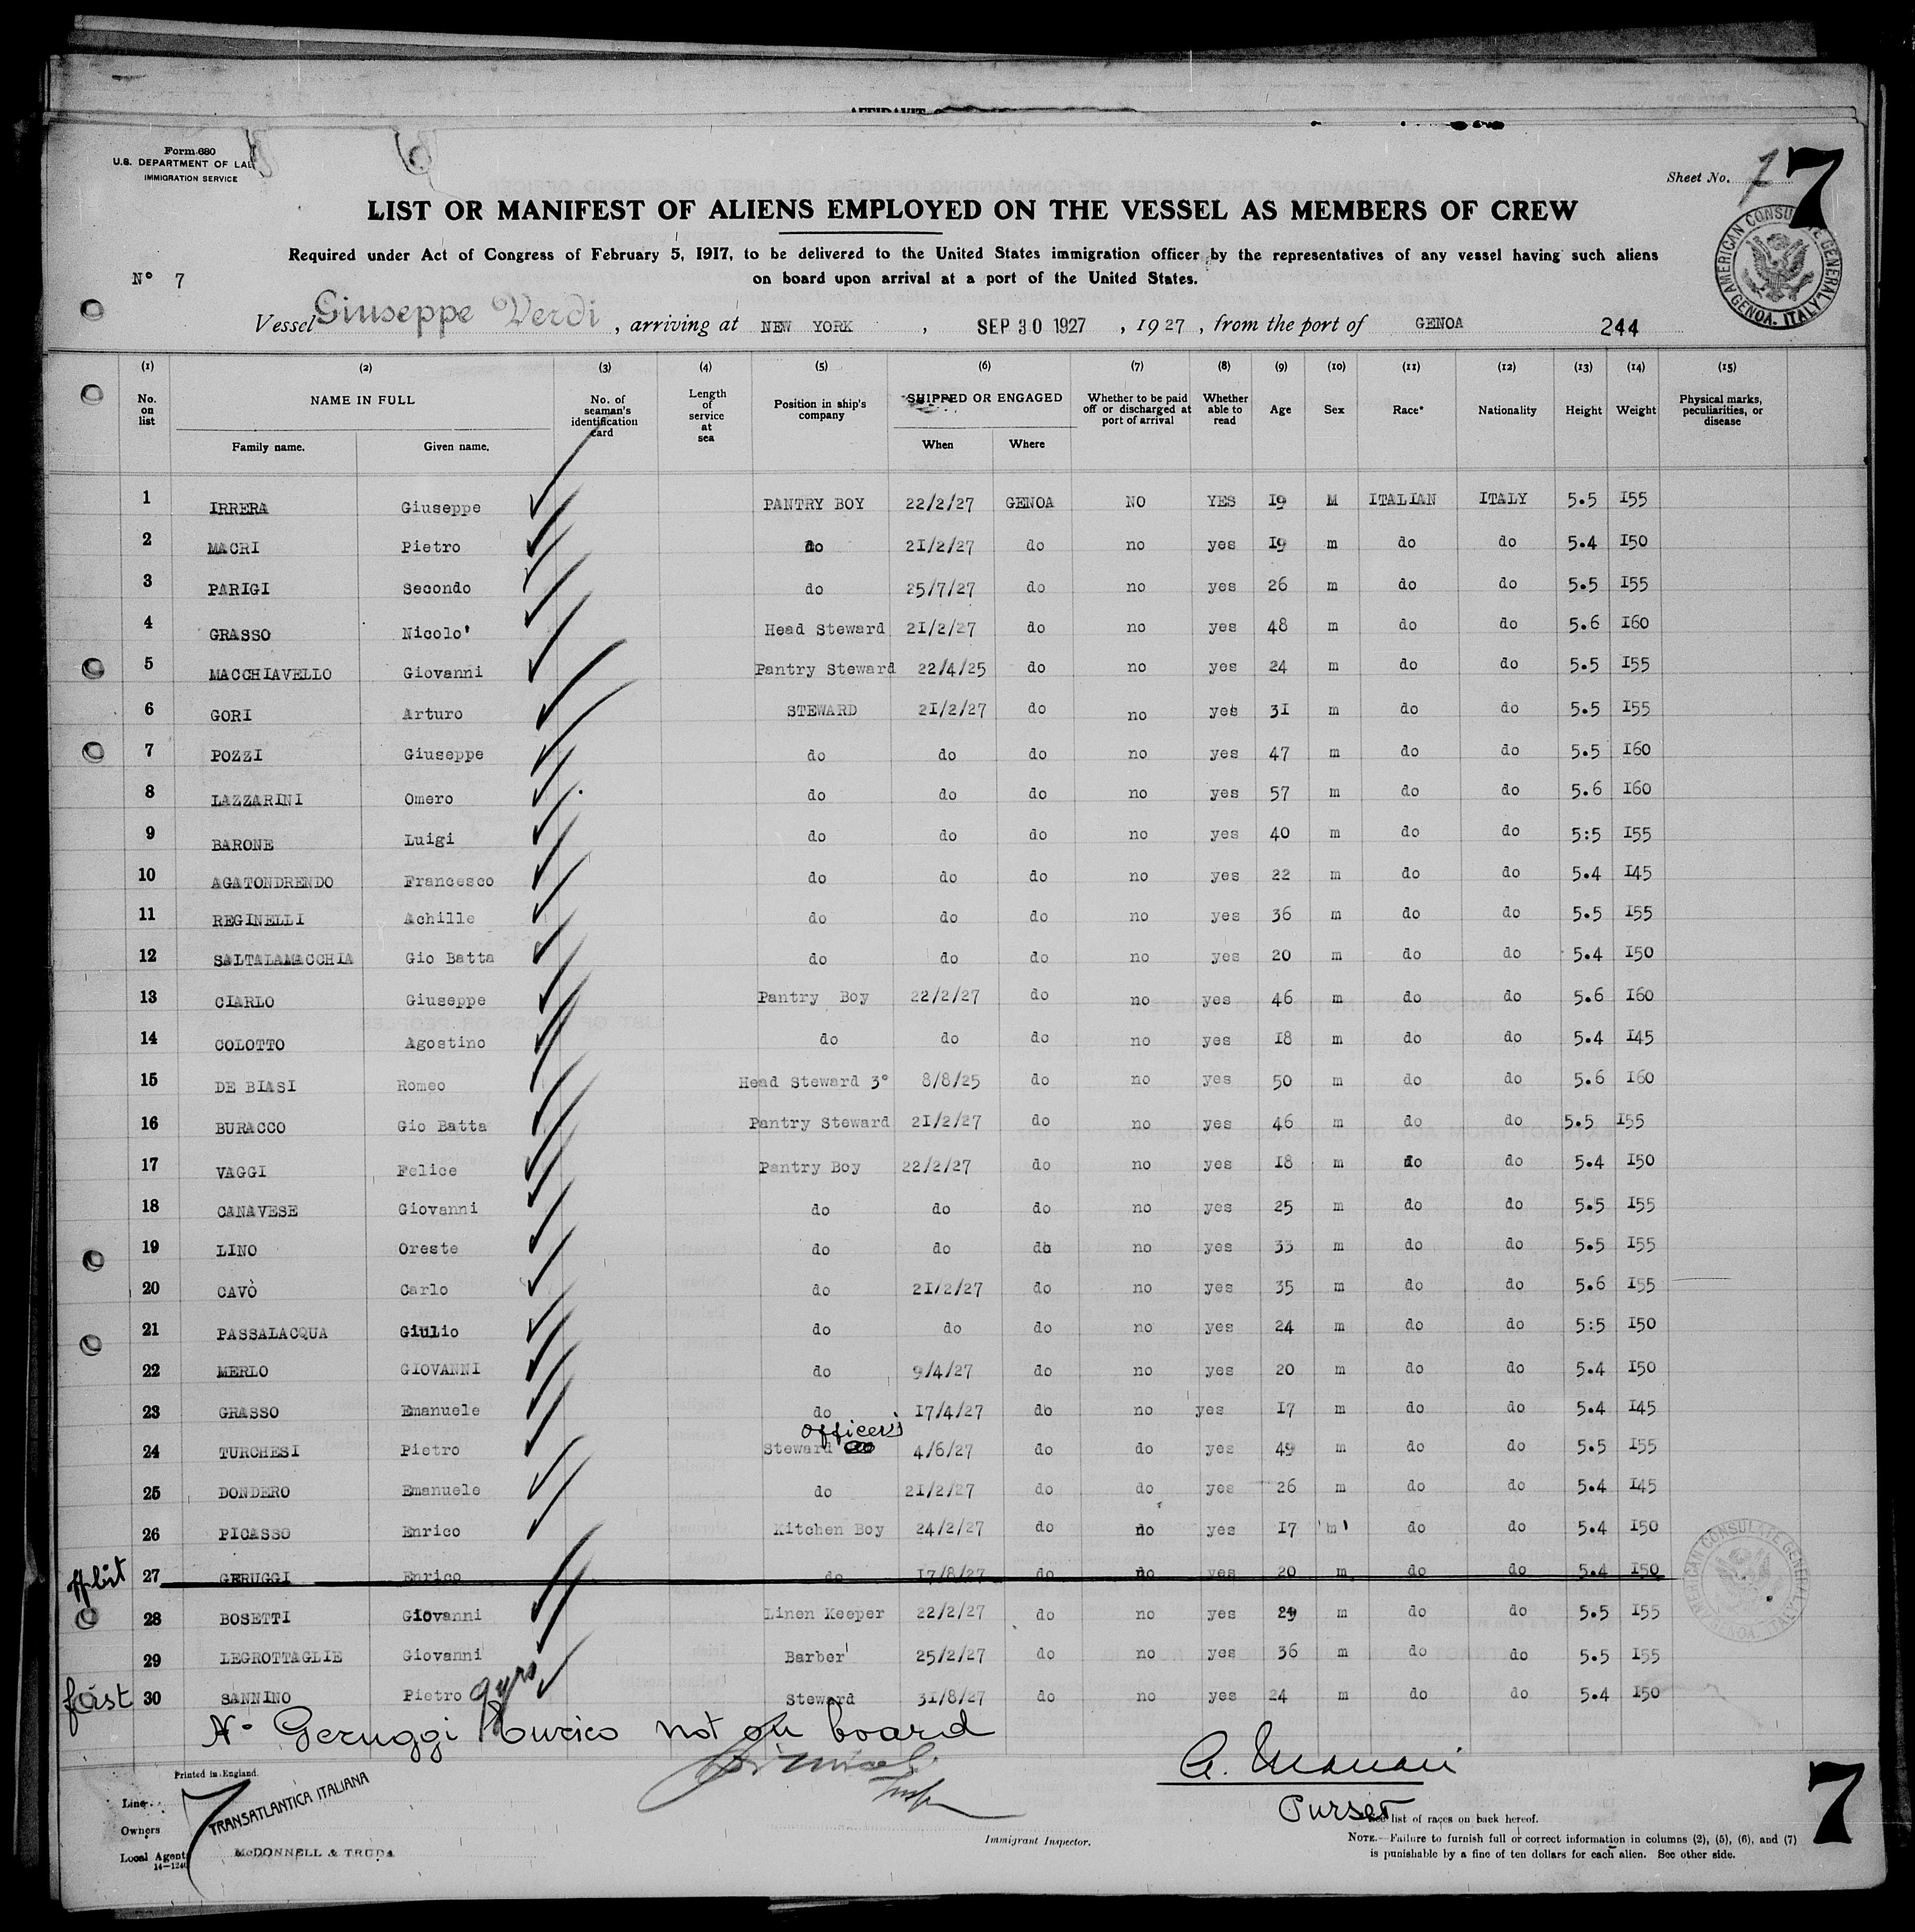 Form 680
U.S. DEPARTMENT OF LA
IMMIGRATION SERVICE
Sheet No. 7 7
LIST OR MANIFEST OF ALIENS EMPLOYED ON THE VESSEL AS MEMBERS OF CREW
Required under Act of Congress of February 5, 1917, to be delivered to the United States immigration officer by the representatives of any vessel having such aliens
on board upon arrival at a port of the United States.
AMERICAN CONSULATE GENERAL GENOA. ITALY.
Nº 7
Vessel Giuseppe Verdi, arriving at NEW YORK, SEP 30 1927, 1927, from the port of GENOA 244
(1) (2) (3) (4) (5) (6) (7) (8) (9) (10) (11) (12) (13) (14) (15)
No. on list NAME IN FULL No. of seaman's identification card Length of service at sea Position in ship's company SHIPPED OR ENGAGED Whether to be paid off or discharged at port of arrival Whether able to read Age Sex Race* Nationality Height Weight Physical marks, peculiarities, or disease
Family name. Given name. When Where
1 IRRERA Giuseppe PANTRY BOY 22/2/27 GENOA NO YES 19 M ITALIAN ITALY 5.5 155
2 MACRI Pietro do 21/2/27 do no yes 19 m do do 5.4 150
3 PARIGI Secondo do 25/7/27 do no yes 26 m do do 5.5 155
4 GRASSO Nicolo' Head Steward 21/2/27 do no yes 48 m do do 5.6 160
5 MACCHIAVELLO Giovanni Pantry Steward 22/4/25 do no yes 24 m do do 5.5 155
6 GORI Arturo STEWARD 21/2/27 do no yes 31 m do do 5.5 155
7 POZZI Giuseppe do do do no yes 47 m do do 5.5 160
8 LAZZARINI Omero do do do no yes 57 m do do 5.6 160
9 BARONE Luigi do do do no yes 40 m do do 5:5 155
10 AGATONDRENDO Francesco do do do no yes 22 m do do 5.4 145
11 REGINELLI Achille do do do no yes 36 m do do 5.5 155
12 SALTALAMACCHIA Gio Batta do do do no yes 20 m do do 5.4 150
13 CIARLO Giuseppe Pantry Boy 22/2/27 do no yes 46 m do do 5.6 160
14 COLOTTO Agostino do do do no yes 18 m do do 5.4 145
15 DE BIASI Romeo Head Steward 3° 8/8/25 do no yes 50 m do do 5.6 160
16 BURACCO Gio Batta Pantry Steward 21/2/27 do no yes 46 m do do 5.5 155
17 VAGGI Felice Pantry Boy 22/2/27 do no yes 18 m do do 5.4 150
18 CANAVESE Giovanni do do do no yes 25 m do do 5.5 155
19 LINO Oreste do do do no yes 33 m do do 5.5 155
20 CAVÒ Carlo do 21/2/27 do no yes 35 m do do 5.6 155
21 PASSALACQUA Giulio do do do no yes 24 m do do 5:5 150
22 MERLO GIOVANNI do 9/4/27 do no yes 20 m do do 5.4 150
23 GRASSO Emanuele do 17/4/27 do no yes 17 m do do 5.4 145
officers
24 TURCHESI Pietro Steward 4/6/27 do do yes 49 m do do 5.5 155
25 DONDERO Emanuele do 21/2/27 do do yes 26 m do do 5.4 145
26 PICASSO Enrico Kitchen Boy 24/2/27 do no yes 17 m do do 5.4 150
27 GERUGGI Enrico do 17/8/27 do no yes 20 m do do 5.4 150
AMERICAN CONSULATE GENERAL GENOA. ITALY
28 BOSETTI Giovanni Linen Keeper 22/2/27 do no yes 29 m do do 5.5 155
29 LEGROTTAGLIE Giovanni Barber 25/2/27 do no yes 36 m do do 5.5 155
30 SANNINO Pietro 9 yrs Steward 31/8/27 do no yes 24 m do do 5.4 150
Nº Geruggi Enrico not on board
Purser
Printed in England.
Line TRANSATLANTICA ITALIANA
Owners
Local Agents McDONNELL & TRUDA
14—1240
7
Immigrant Inspector.
See list of races on back hereof.
NOTE.—Failure to furnish full or correct information in columns (2), (5), (6), and (7)
is punishable by a fine of ten dollars for each alien. See other side.
7